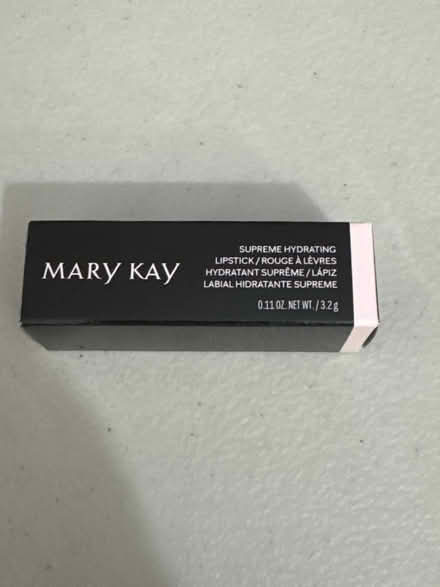 MARY KAY
SUPREME HYDRATING
LIPSTICK / ROUGE À LÈVRES
HYDRATANT SUPRÊME / LÁPIZ
LABIAL HIDRATANTE SUPREME
0.11 OZ. NET WT. / 3.2 g